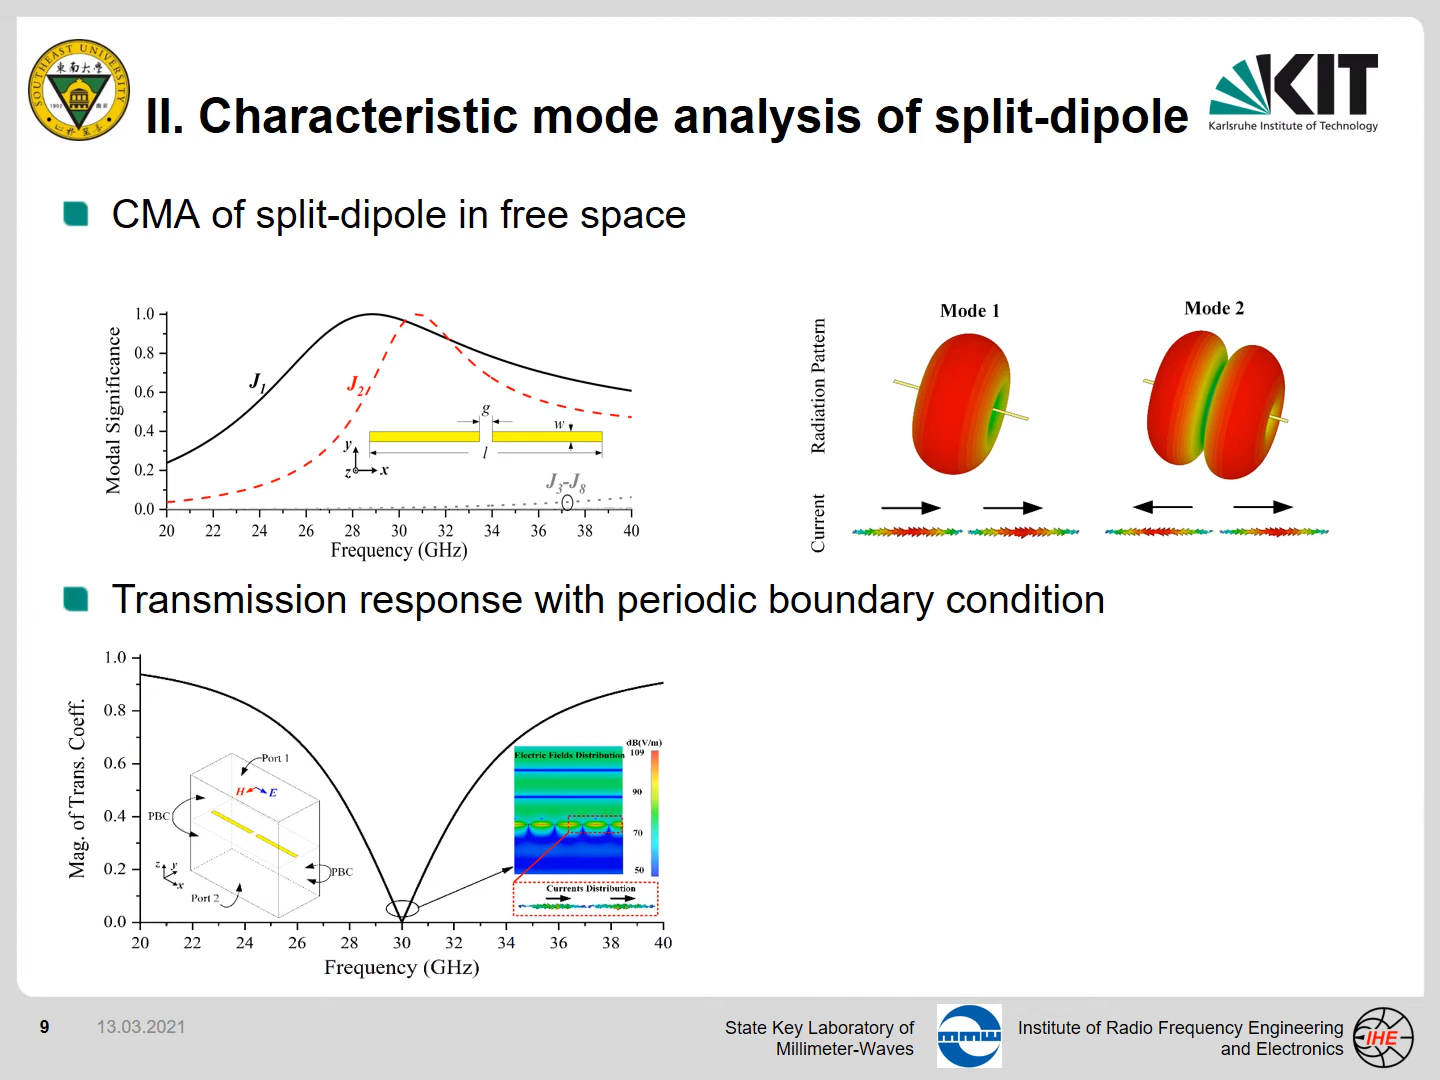 SOUTHEAST UNIVERSITY
1902
II. Characteristic mode analysis of split-dipole
KIT
Karlsruhe Institute of Technology
CMA of split-dipole in free space
Modal Significance
1.0
0.8
0.6
0.4
0.2
0.0
J1
J2
g
w
l
y
z
x
J3-J8
20 22 24 26 28 30 32 34 36 38 40
Frequency (GHz)
Mode 1
Mode 2
Radiation Pattern
Current
Transmission response with periodic boundary condition
Mag. of Trans. Coeff.
1.0
0.8
0.6
0.4
0.2
0.0
Port 1
H E
PBC
PBC
z y
x
Port 2
Electric Fields Distribution
dB(V/m)
109
90
70
50
Currents Distribution
20 22 24 26 28 30 32 34 36 38 40
Frequency (GHz)
9
13.03.2021
State Key Laboratory of
Millimeter-Waves
mmw
Institute of Radio Frequency Engineering
and Electronics
IHE